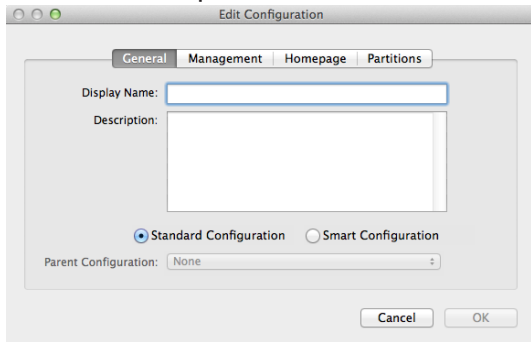 Edit Configuration
General Management Homepage Partitions
Display Name:
Description:
Standard Configuration Smart Configuration
Parent Configuration: None
Cancel OK